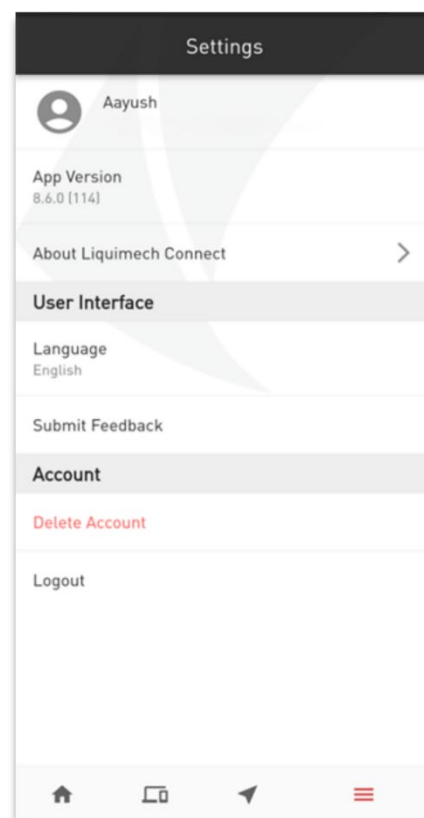 Settings
Aayush
App Version
8.6.0 (114)
About Liquimech Connect
User Interface
Language
English
Submit Feedback
Account
Delete Account
Logout